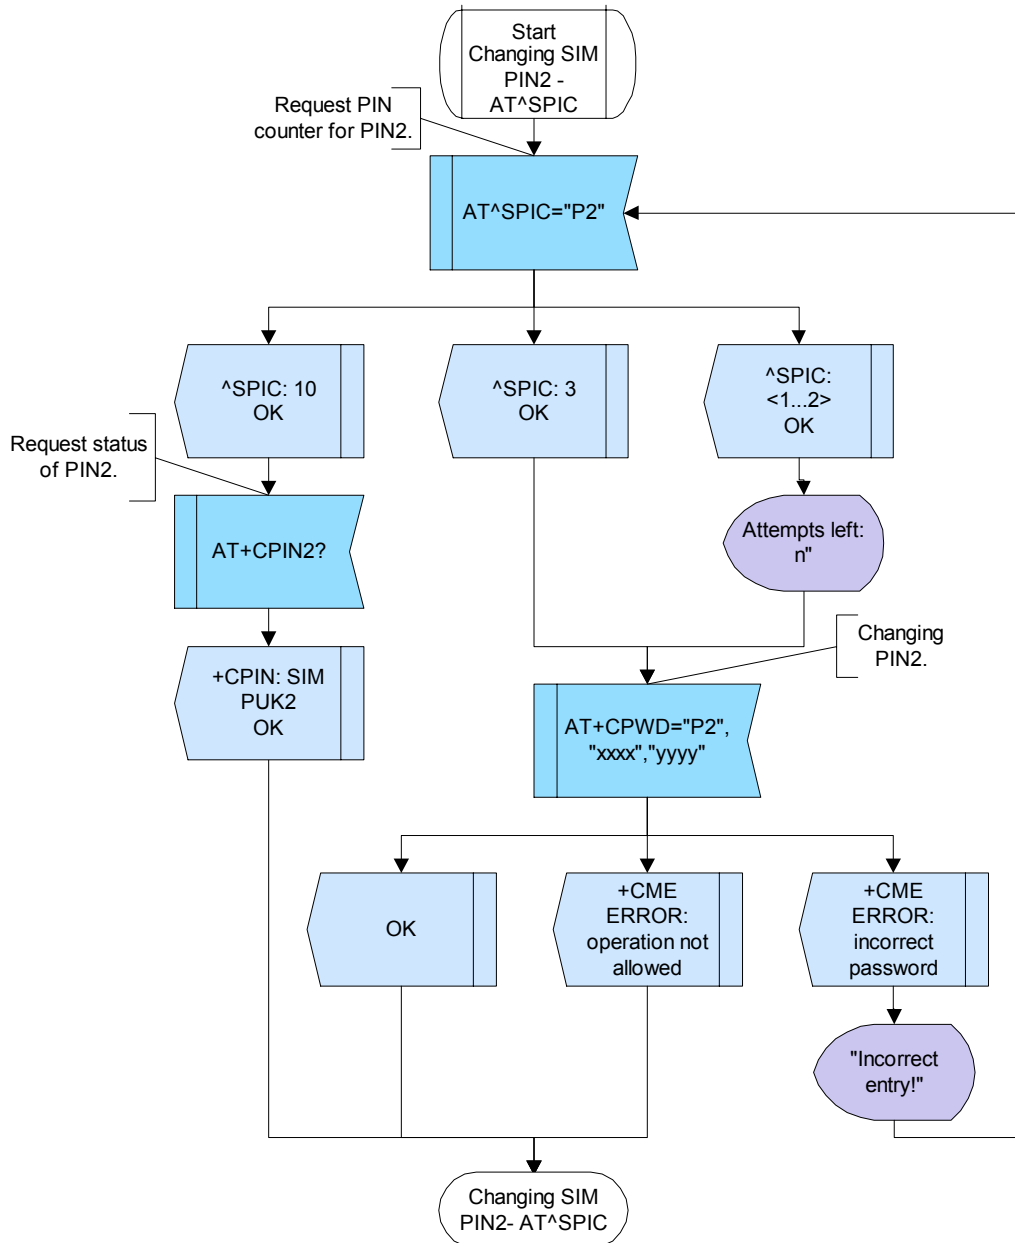 Start
Changing SIM
PIN2 -
AT^SPIC
Request PIN
counter for PIN2.
AT^SPIC="P2"
^SPIC: 10
OK
^SPIC: 3
OK
^SPIC:
<1...2>
OK
Request status
of PIN2.
AT+CPIN2?
Attempts left:
n"
+CPIN: SIM
PUK2
OK
Changing
PIN2.
AT+CPWD="P2",
"xxxx","yyyy"
OK
+CME
ERROR:
operation not
allowed
+CME
ERROR:
incorrect
password
"Incorrect
entry!"
Changing SIM
PIN2- AT^SPIC